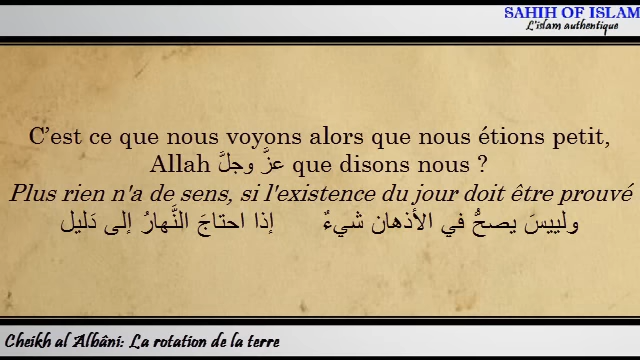 SAHIH OF ISLAM
L'islam authentique
C'est ce que nous voyons alors que nous étions petit,
Allah عزَّ وجلَّ que disons nous ?
Plus rien n'a de sens, si l'existence du jour doit être prouvé
ولييسَ يصحُّ في الأذهان شيءٌ إذا احتاجَ النَّهارُ إلى دَليل
Cheikh al Albâni: La rotation de la terre